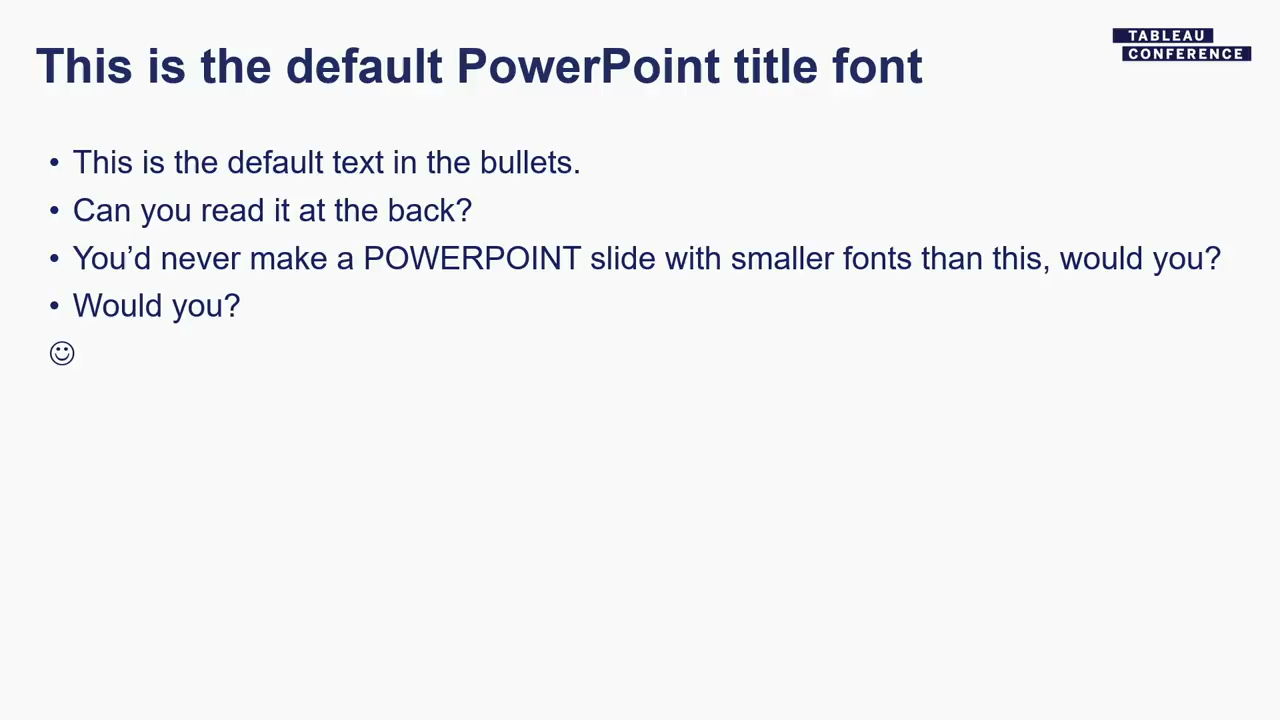 This is the default PowerPoint title font
TABLEAU
CONFERENCE
• This is the default text in the bullets.
• Can you read it at the back?
• You’d never make a POWERPOINT slide with smaller fonts than this, would you?
• Would you?
☺